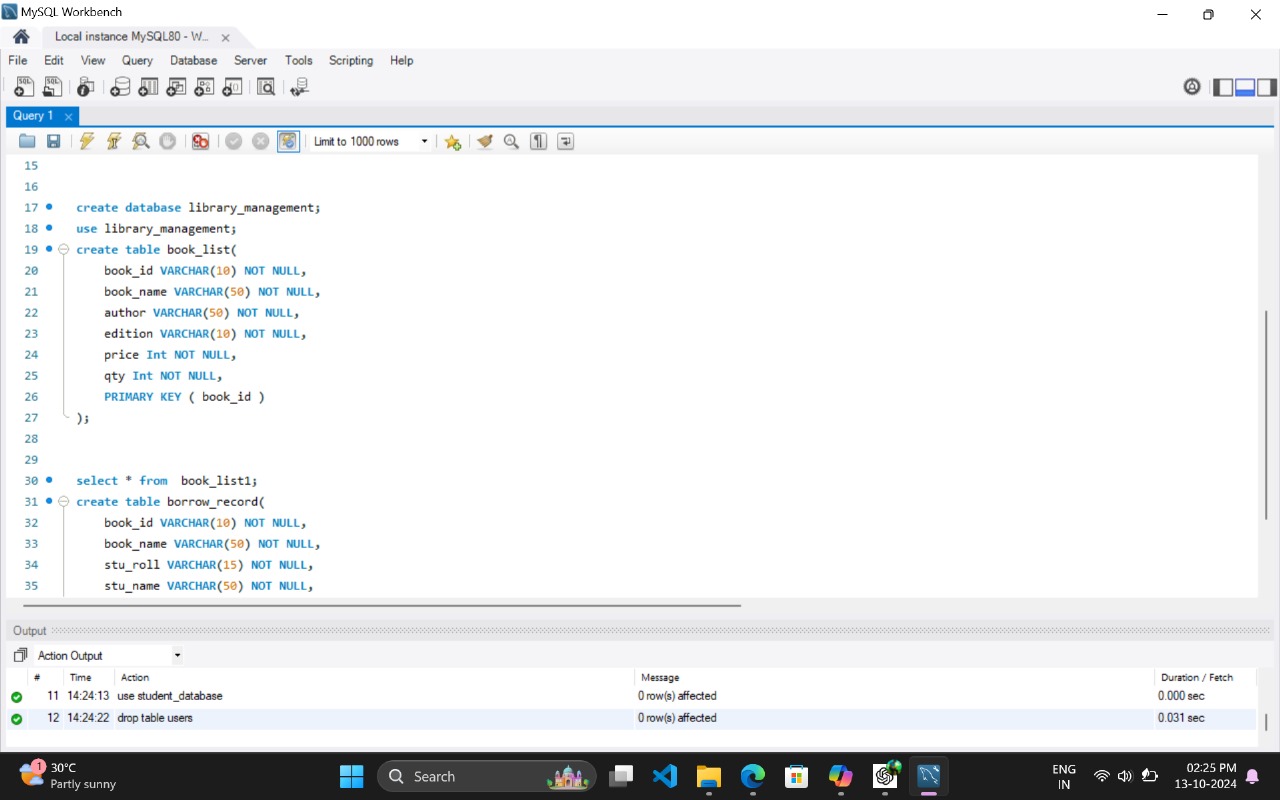 MySQL Workbench
Local instance MySQL80 - W...
File Edit View Query Database Server Tools Scripting Help
Query 1
Limit to 1000 rows
15
16
17 create database library_management;
18 use library_management;
19 create table book_list(
20 book_id VARCHAR(10) NOT NULL,
21 book_name VARCHAR(50) NOT NULL,
22 author VARCHAR(50) NOT NULL,
23 edition VARCHAR(10) NOT NULL,
24 price Int NOT NULL,
25 qty Int NOT NULL,
26 PRIMARY KEY ( book_id )
27 );
28
29
30 select * from  book_list1;
31 create table borrow_record(
32 book_id VARCHAR(10) NOT NULL,
33 book_name VARCHAR(50) NOT NULL,
34 stu_roll VARCHAR(15) NOT NULL,
35 stu_name VARCHAR(50) NOT NULL,
Output
Action Output
# Time Action Message Duration / Fetch
11 14:24:13 use student_database 0 row(s) affected 0.000 sec
12 14:24:22 drop table users 0 row(s) affected 0.031 sec
1
30°C
Partly sunny
Search
ENG
IN
02:25 PM
13-10-2024